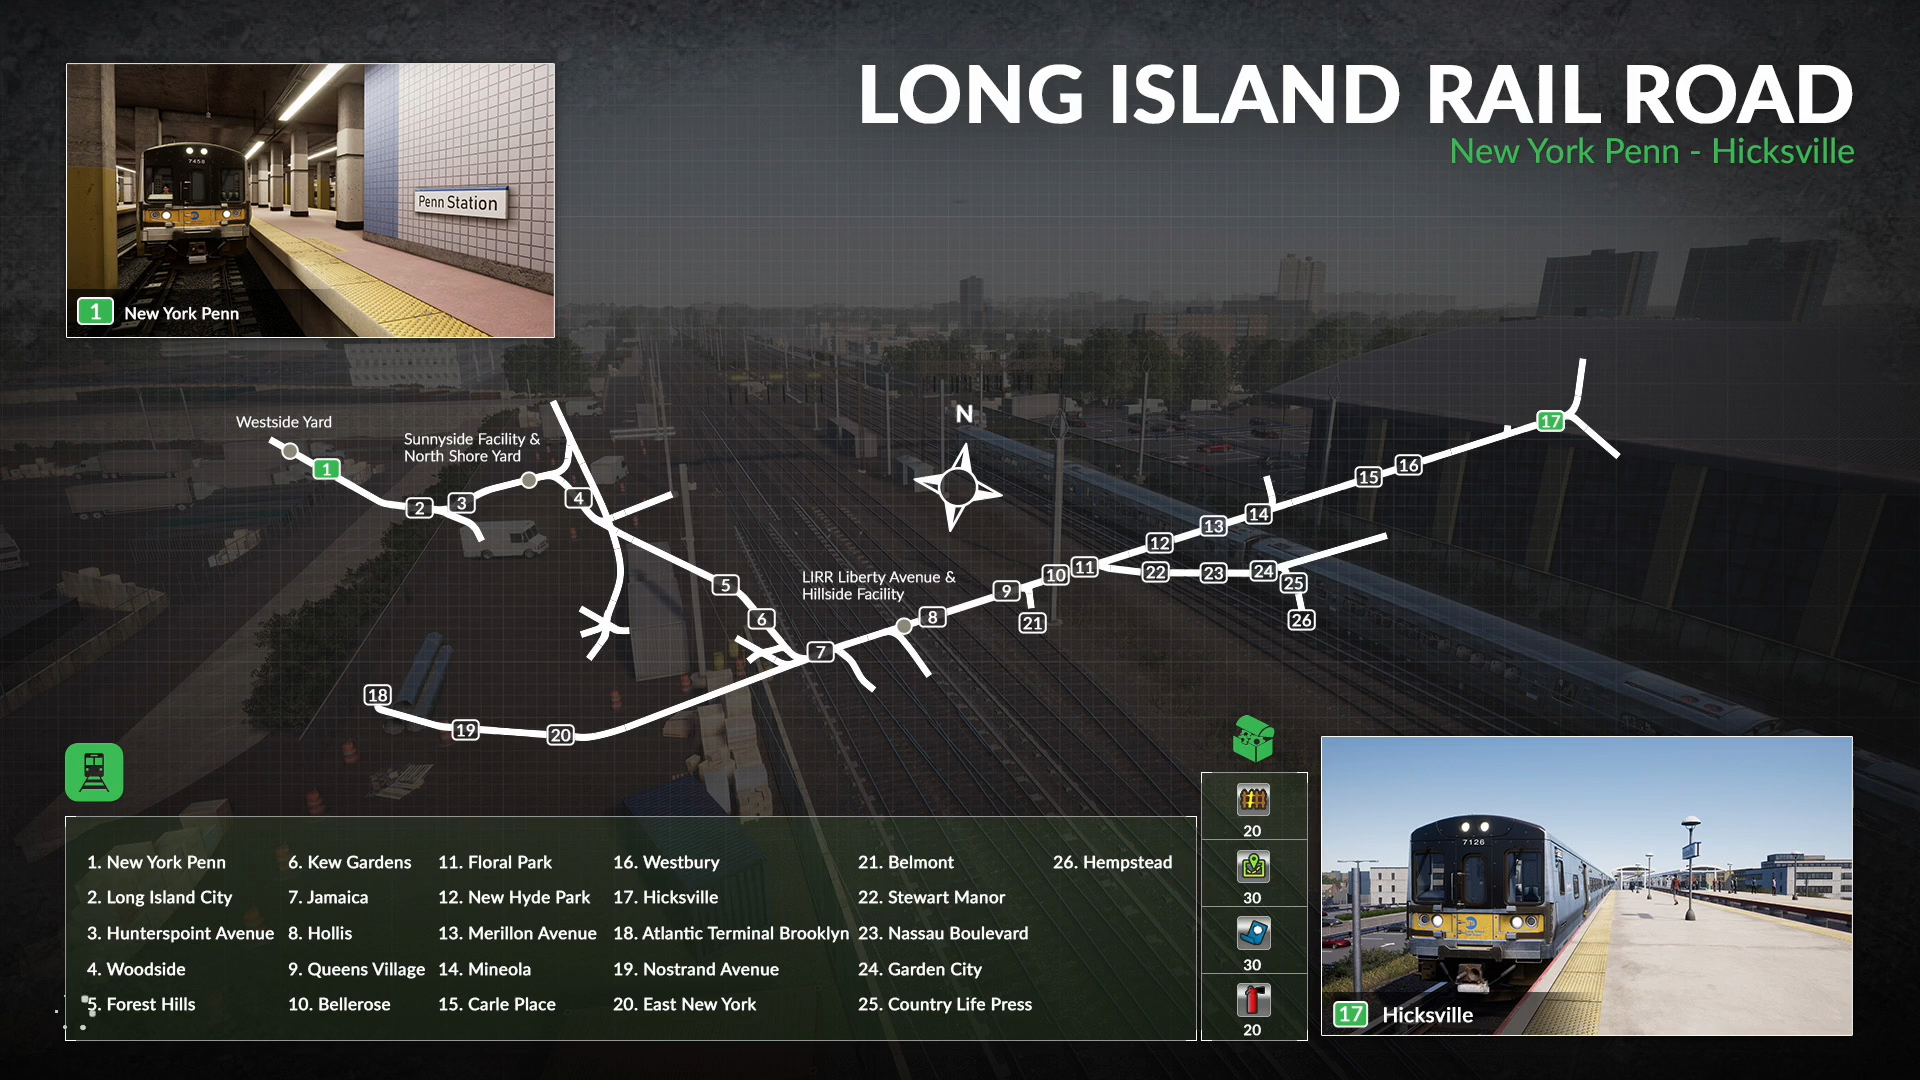 LONG ISLAND RAIL ROAD
New York Penn - Hicksville
7458
Penn Station
1 New York Penn
N
Westside Yard
Sunnyside Facility &
North Shore Yard
LIRR Liberty Avenue &
Hillside Facility
1
2
3
4
5
6
7
8
9
10
11
12
13
14
15
16
17
18
19
20
21
22
23
24
25
26
1. New York Penn
2. Long Island City
3. Hunterspoint Avenue
4. Woodside
5. Forest Hills
6. Kew Gardens
7. Jamaica
8. Hollis
9. Queens Village
10. Bellerose
11. Floral Park
12. New Hyde Park
13. Merillon Avenue
14. Mineola
15. Carle Place
16. Westbury
17. Hicksville
18. Atlantic Terminal Brooklyn
19. Nostrand Avenue
20. East New York
21. Belmont
22. Stewart Manor
23. Nassau Boulevard
24. Garden City
25. Country Life Press
26. Hempstead
20
30
30
20
7126
17 Hicksville